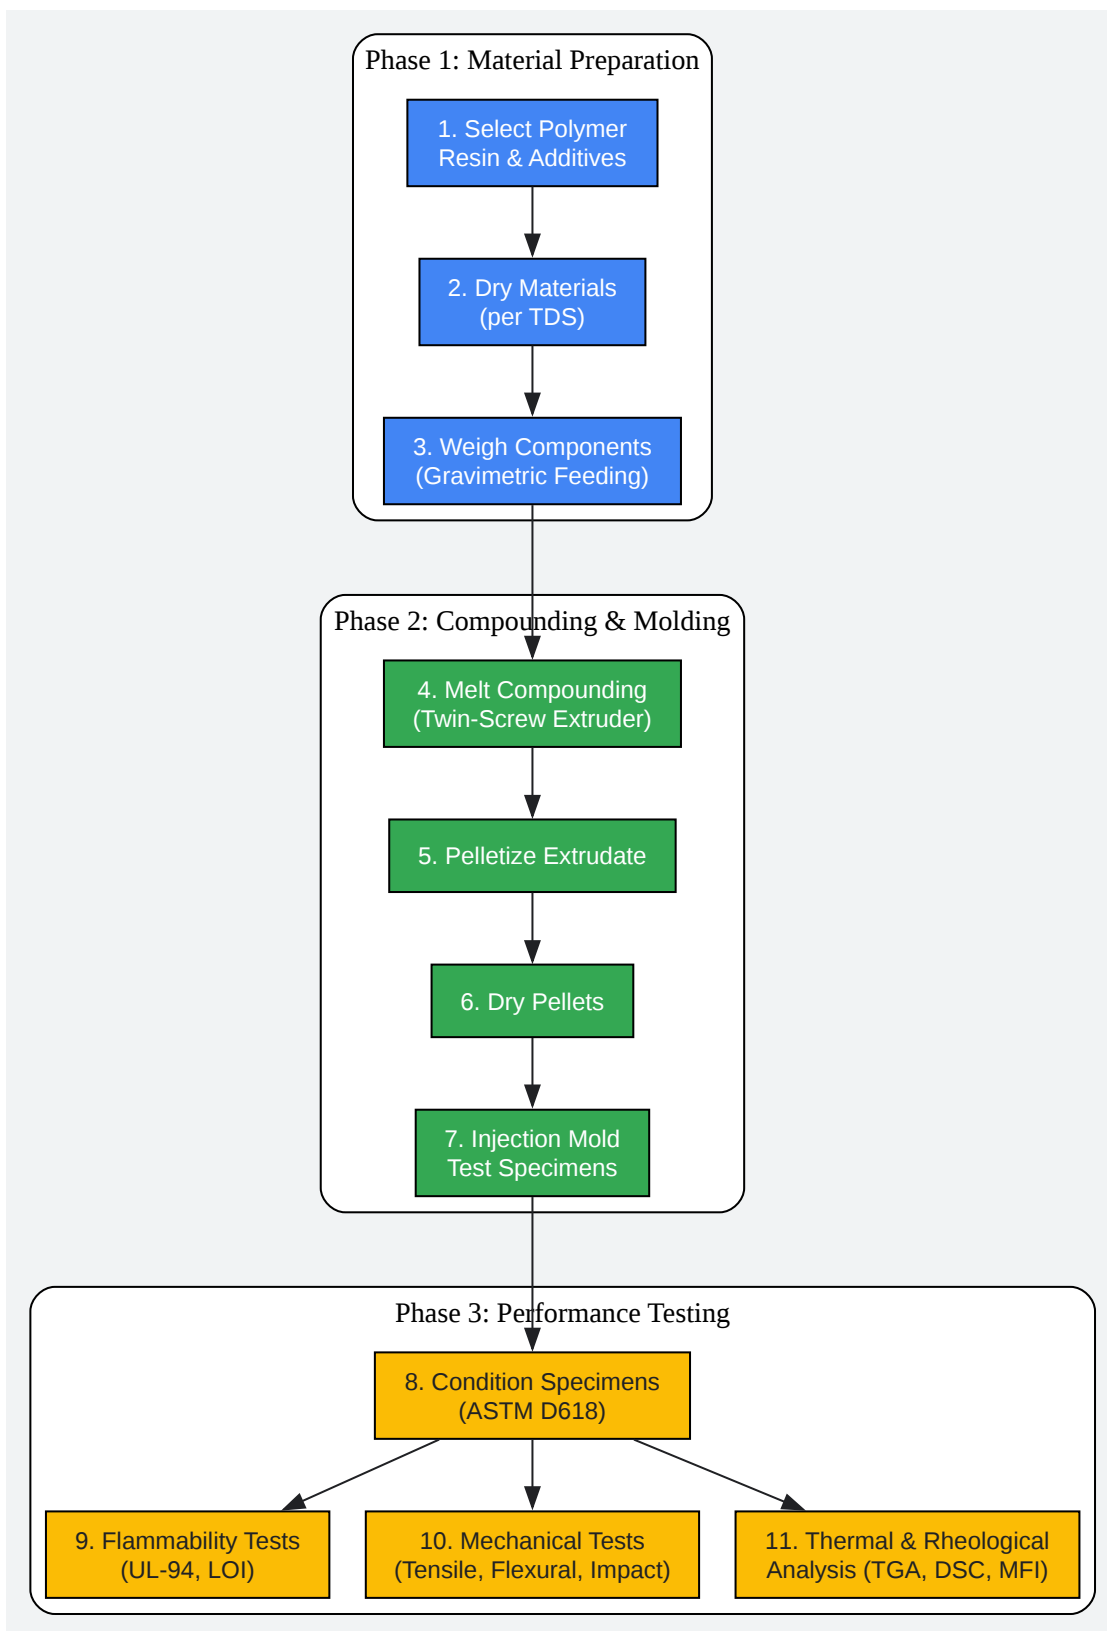 Phase 1: Material Preparation
1. Select Polymer
Resin & Additives
2. Dry Materials
(per TDS)
3. Weigh Components
(Gravimetric Feeding)
Phase 2: Compounding & Molding
4. Melt Compounding
(Twin-Screw Extruder)
5. Pelletize Extrudate
6. Dry Pellets
7. Injection Mold
Test Specimens
Phase 3: Performance Testing
8. Condition Specimens
(ASTM D618)
9. Flammability Tests
(UL-94, LOI)
10. Mechanical Tests
(Tensile, Flexural, Impact)
11. Thermal & Rheological
Analysis (TGA, DSC, MFI)